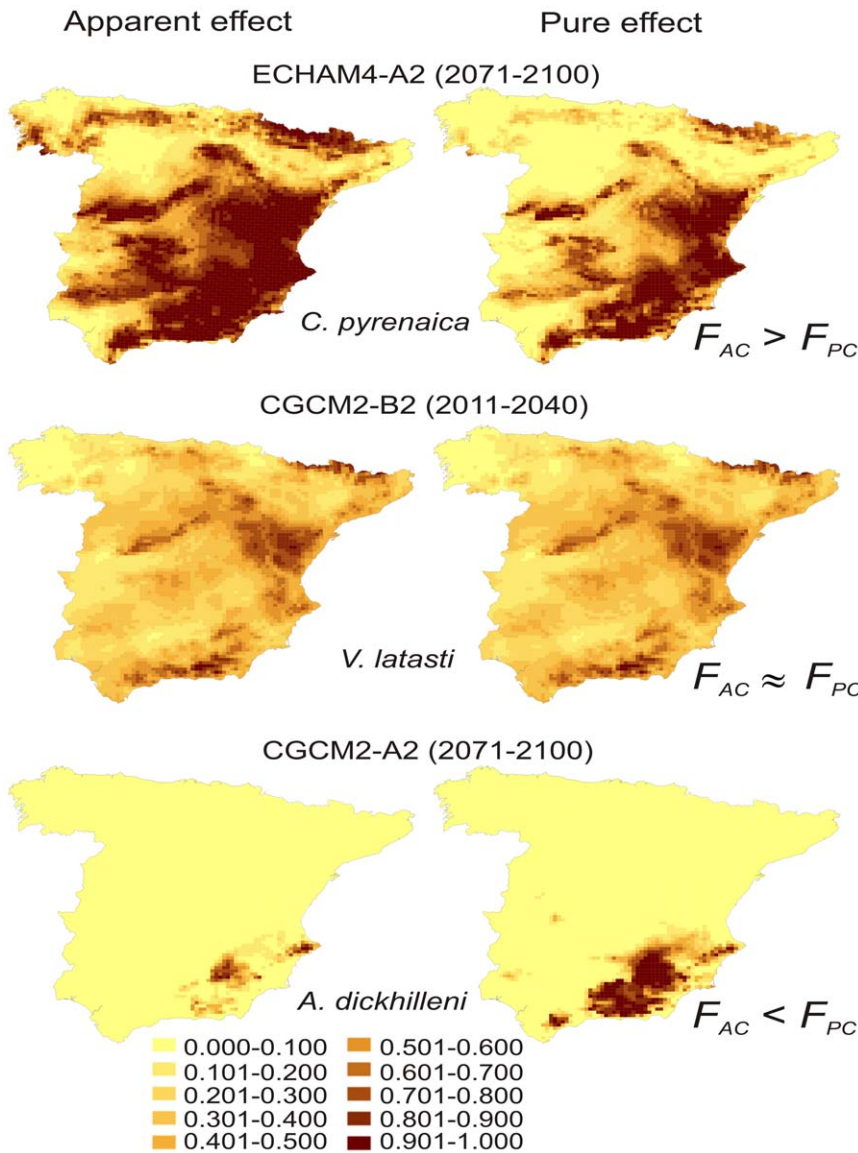 Apparent effect Pure effect
ECHAM4-A2 (2071-2100)
C. pyrenaica
F_AC > F_PC
CGCM2-B2 (2011-2040)
V. latasti
F_AC ≈ F_PC
CGCM2-A2 (2071-2100)
A. dickhilleni
F_AC < F_PC
0.000-0.100 0.501-0.600
0.101-0.200 0.601-0.700
0.201-0.300 0.701-0.800
0.301-0.400 0.801-0.900
0.401-0.500 0.901-1.000